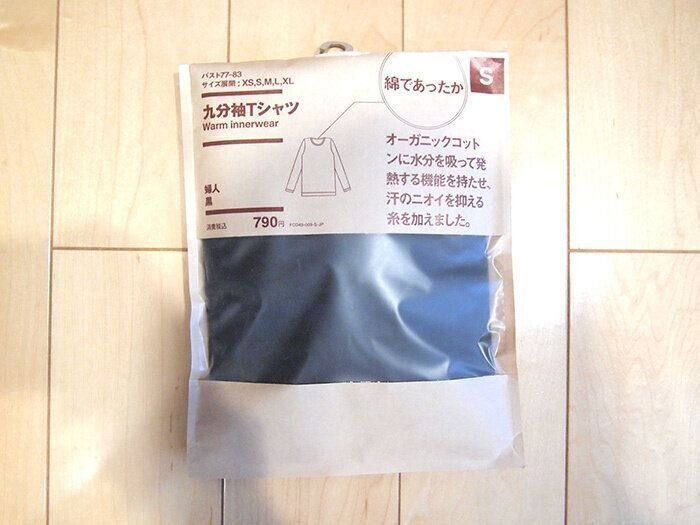 バスト77-83
サイズ展開:XS,S,M,L,XL
九分袖Tシャツ
Warm innerwear
婦人
黒
消費税込
790円
FCD49-009-S-JP
綿であったか
S
オーガニックコット
ンに水分を吸って発
熱する機能を持たせ、
汗のニオイを抑える
糸を加えました。